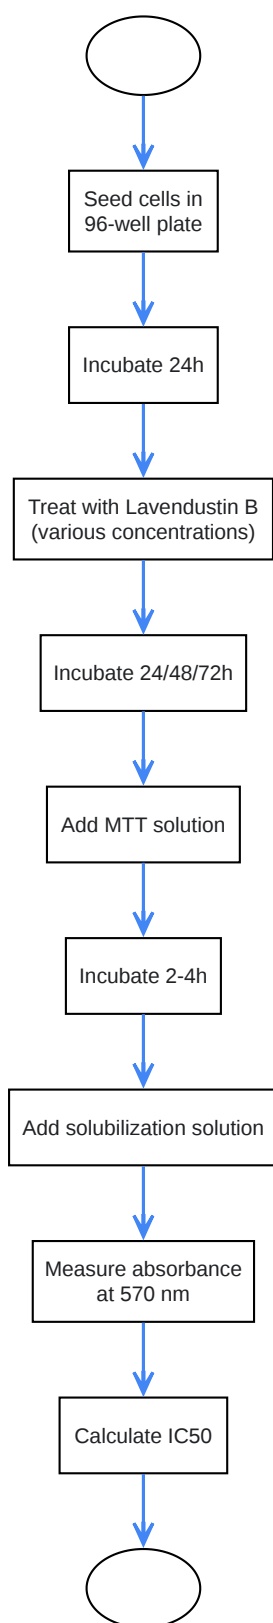 Seed cells in
96-well plate
Incubate 24h
Treat with Lavendustin B
(various concentrations)
Incubate 24/48/72h
Add MTT solution
Incubate 2-4h
Add solubilization solution
Measure absorbance
at 570 nm
Calculate IC50